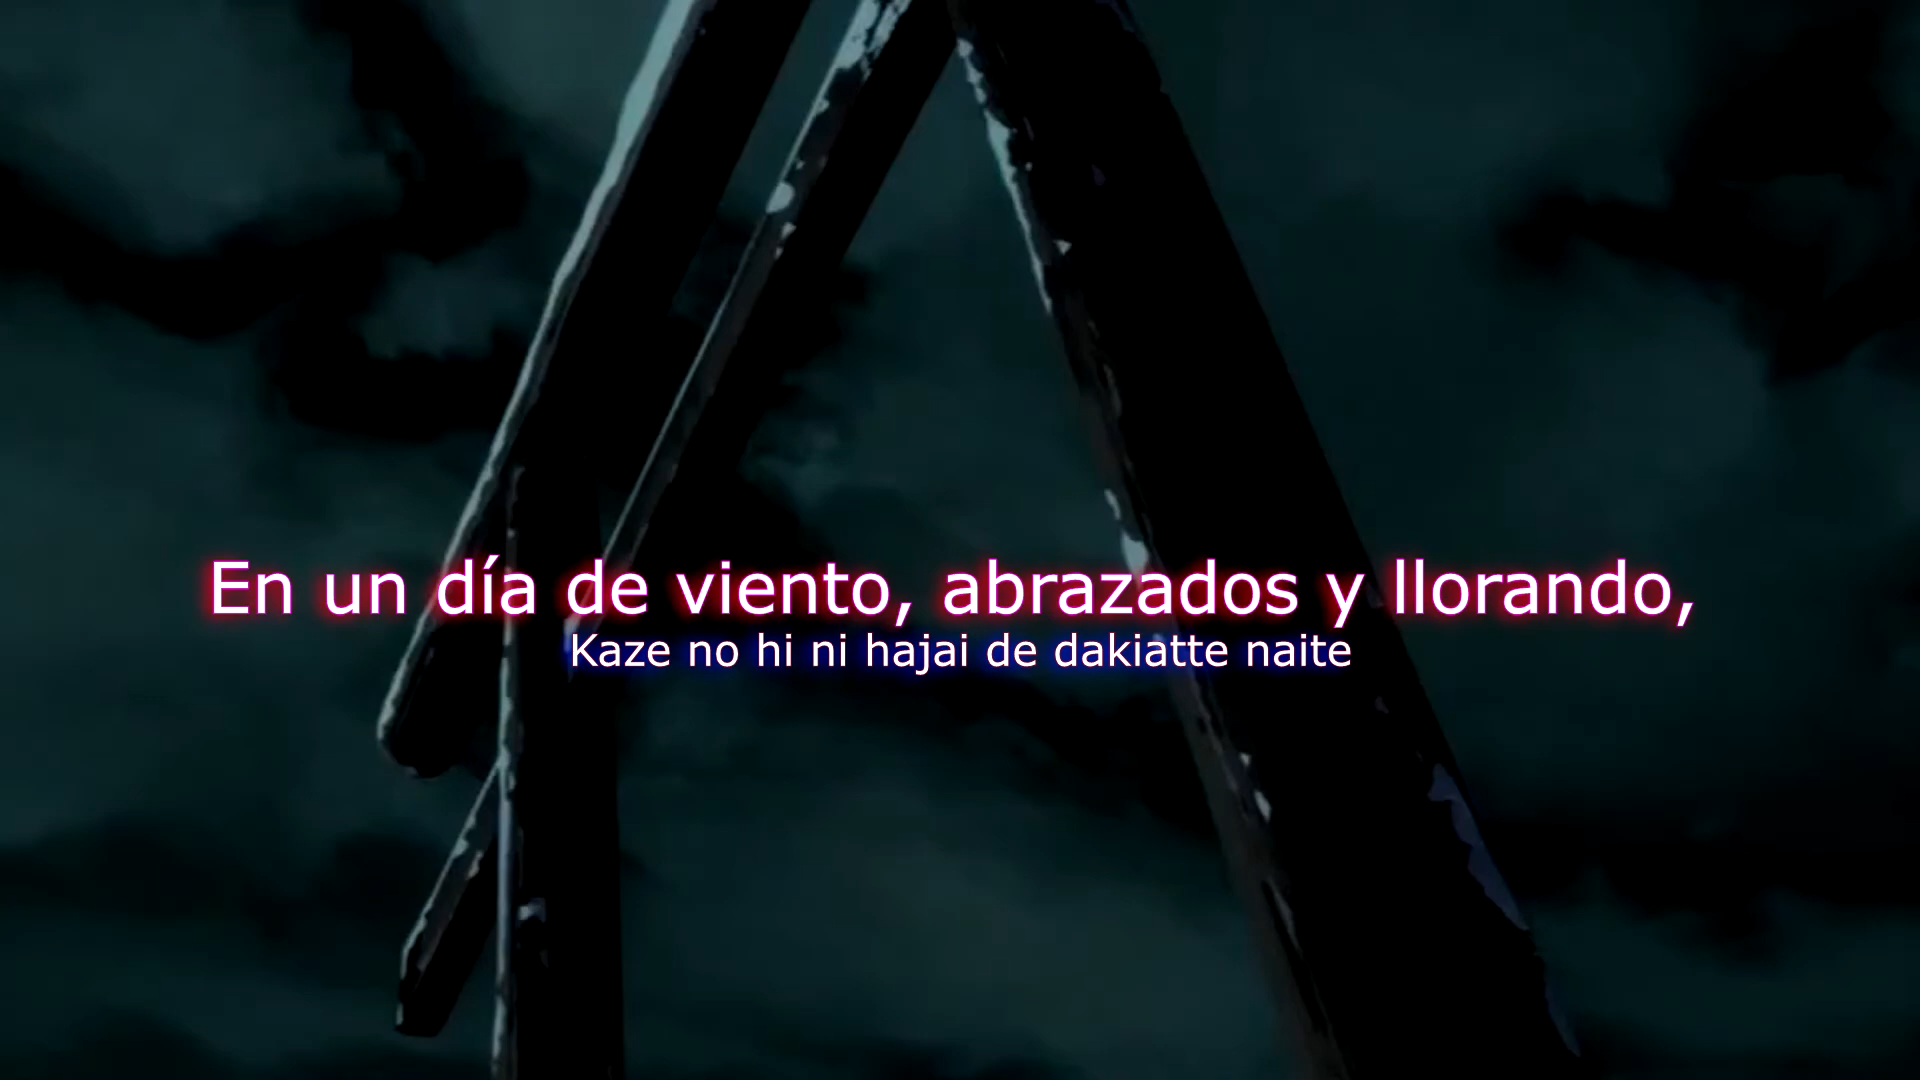 En un día de viento, abrazados y llorando,
Kaze no hi ni hajai de dakiatte naite